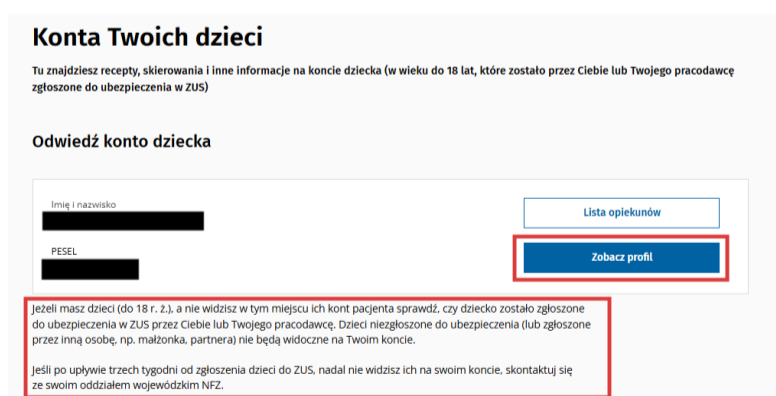 Konta Twoich dzieci
Tu znajdziesz recepty, skierowania i inne informacje na koncie dziecka (w wieku do 18 lat, które zostało przez Ciebie lub Twojego pracodawcę
zgłoszone do ubezpieczenia w ZUS)
Odwiedź konto dziecka
Imię i nazwisko
Lista opiekunów
PESEL
Zobacz profil
Jeżeli masz dzieci (do 18 r. ż.), a nie widzisz w tym miejscu ich kont pacjenta sprawdź, czy dziecko zostało zgłoszone
do ubezpieczenia w ZUS przez Ciebie lub Twojego pracodawcę. Dzieci niezgłoszone do ubezpieczenia (lub zgłoszone
przez inną osobę, np. małżonka, partnera) nie będą widoczne na Twoim koncie.
Jeśli po upływie trzech tygodni od zgłoszenia dzieci do ZUS, nadal nie widzisz ich na swoim koncie, skontaktuj się
ze swoim oddziałem wojewódzkim NFZ.